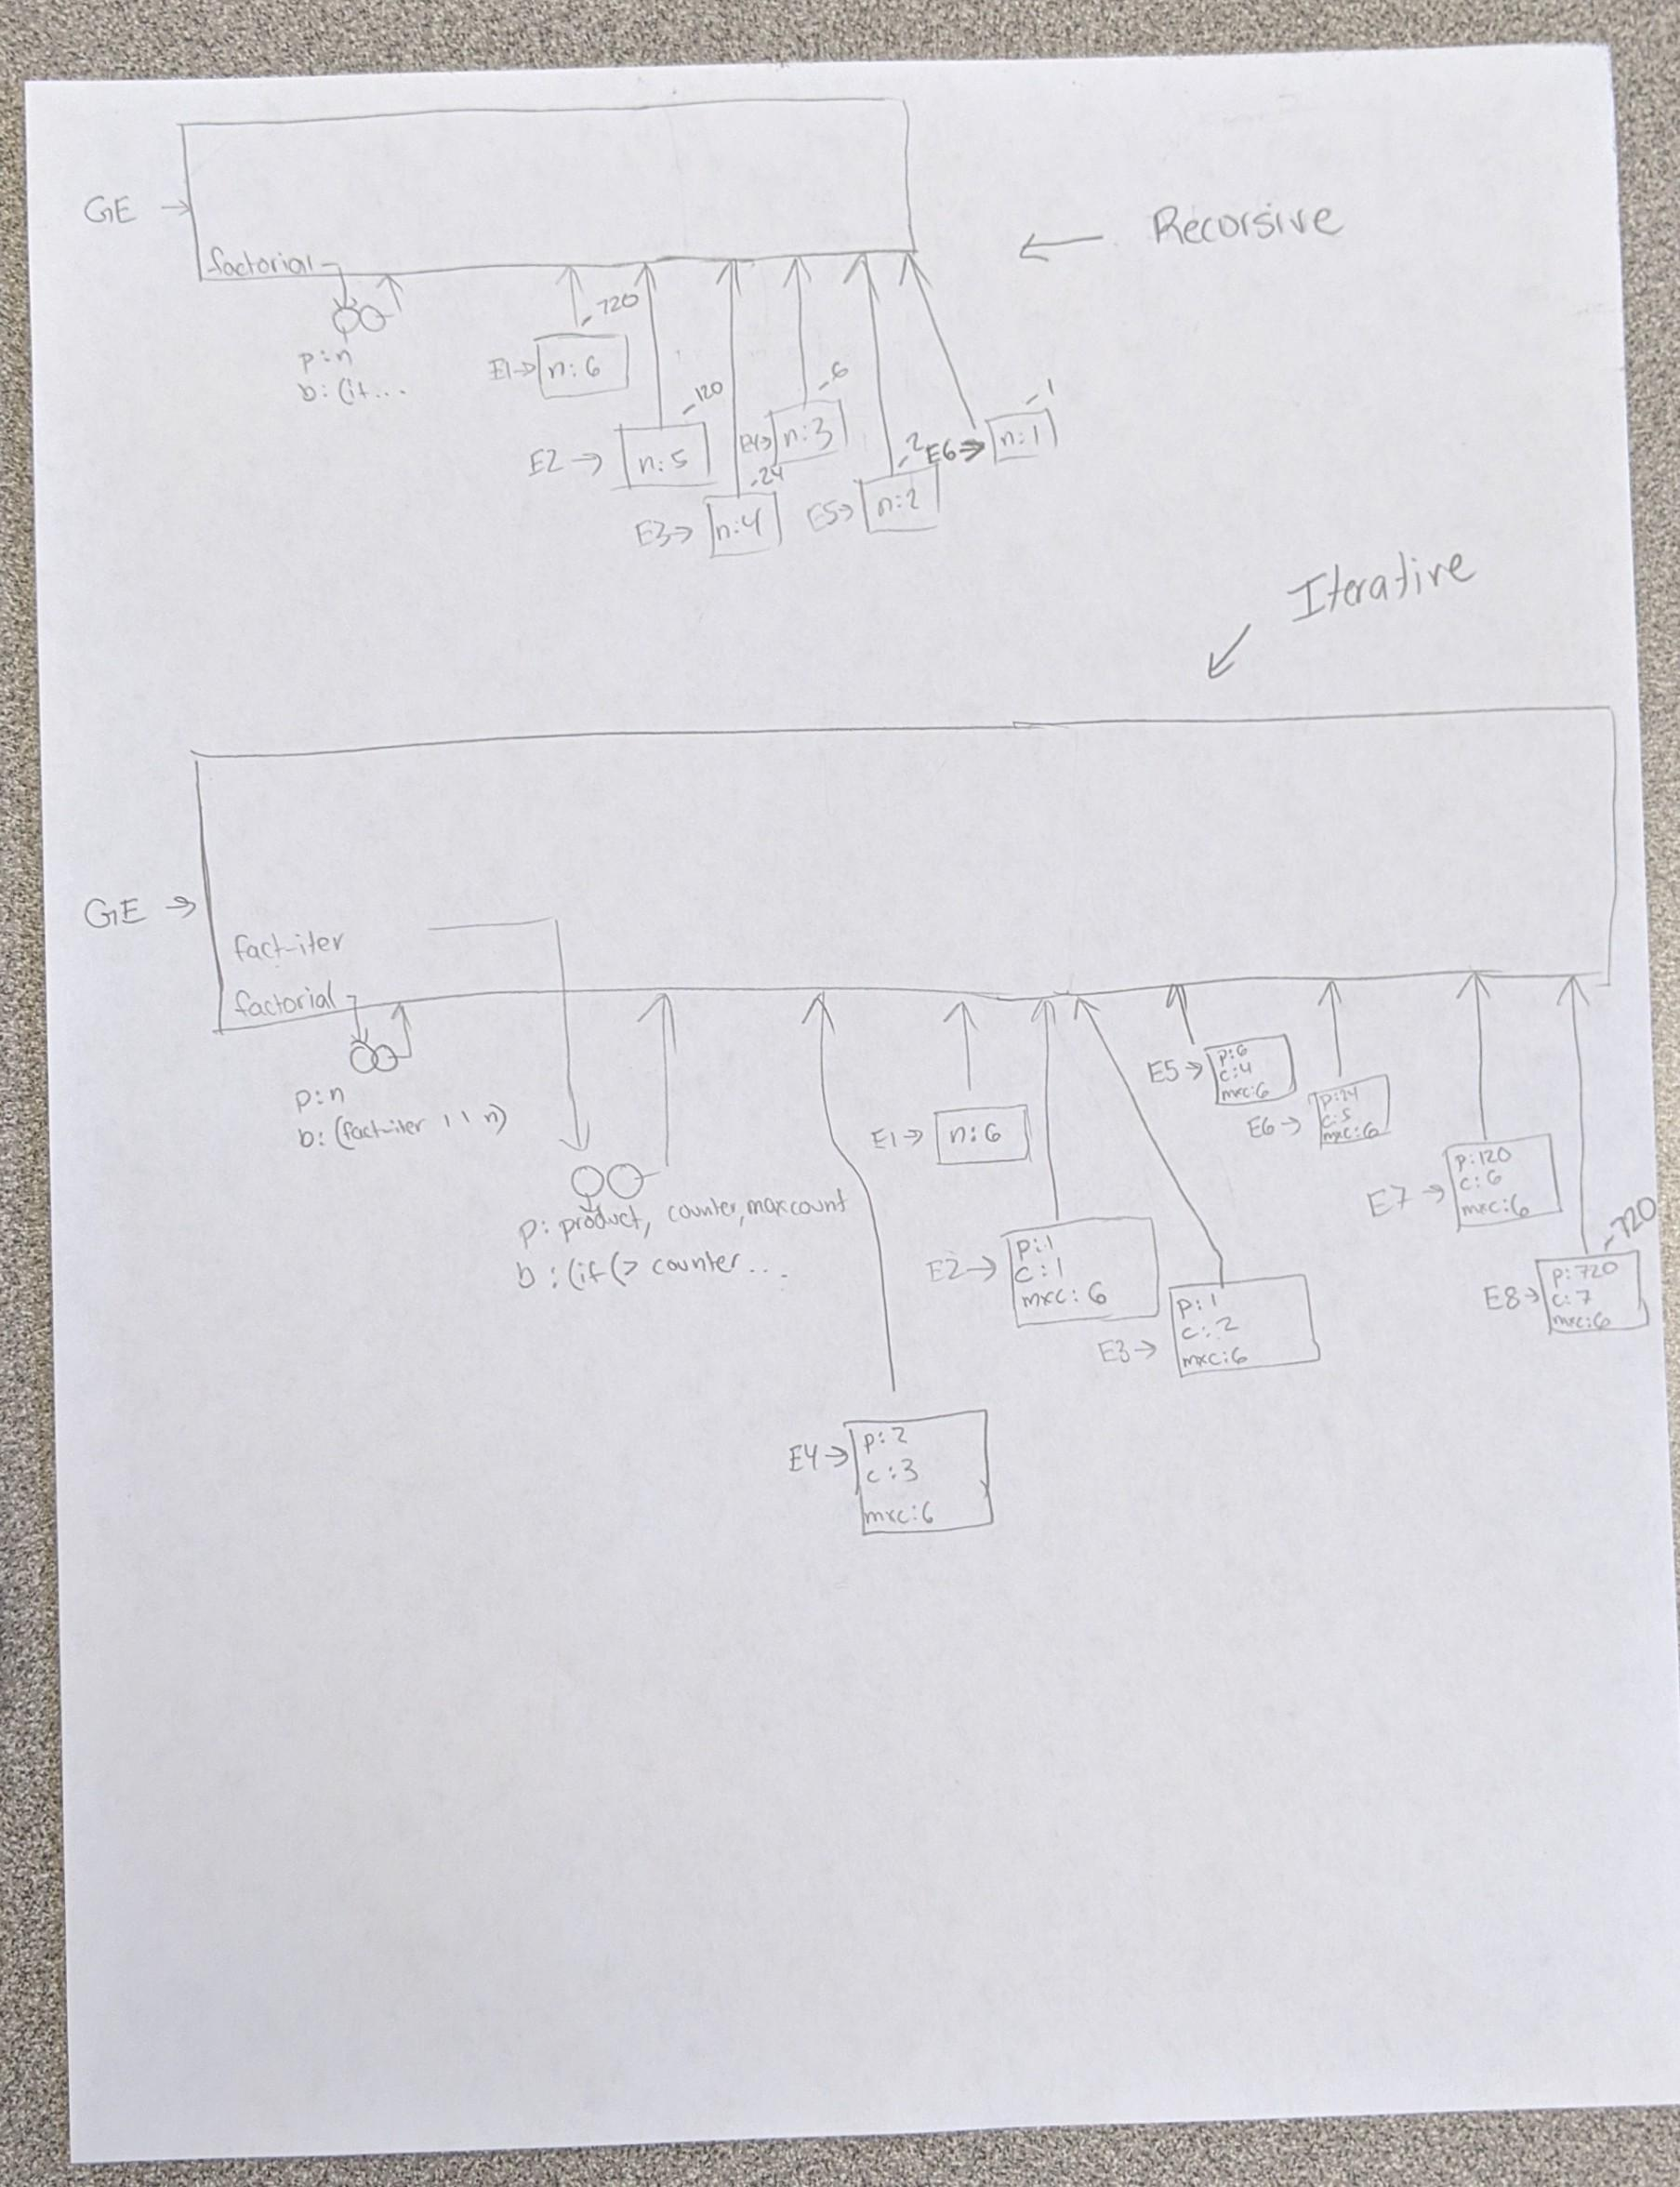 GE →
← Recorsive
factorial
p: n
b: (if...
-720
E1→ n: 6
-120
E2 → n: 5
-24
E3→ n: 4
-6
E4→ n: 3
-2
E5→ n: 2
-1
E6→ n: 1
Iterative
GE →
fact-iter
factorial
p: n
b: (fact-iter 1 1 n)
p: product, counter, maxcount
b: (if (> counter...
E1→ n: 6
E2→ p: 1
c: 1
mxc: 6
E3→ p: 1
c: 2
mxc: 6
E4→ p: 2
c: 3
mxc: 6
E5→ p: 6
c: 4
mxc: 6
E6→ p: 24
c: 5
mxc: 6
E7→ p: 120
c: 6
mxc: 6
-720
E8→ p: 720
c: 7
mxc: 6